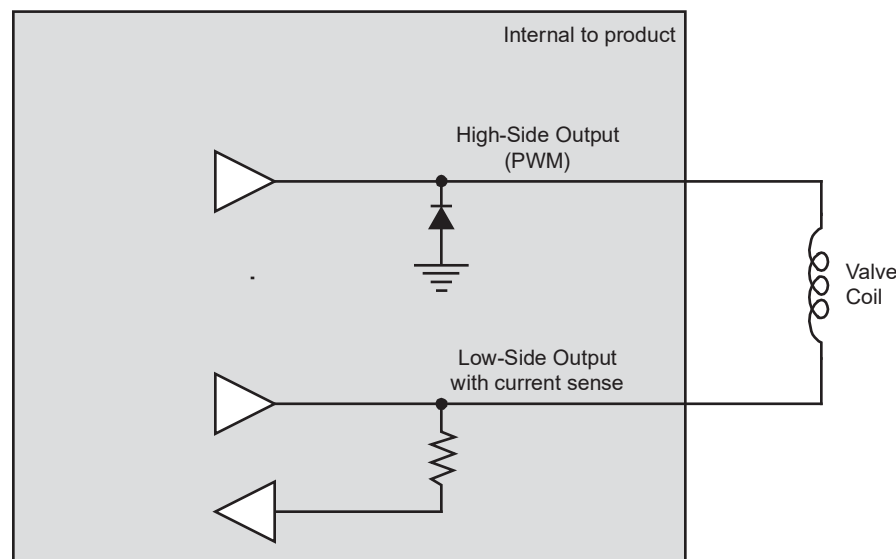 Internal to product
High-Side Output
(PWM)
Valve
Coil
Low-Side Output
with current sense